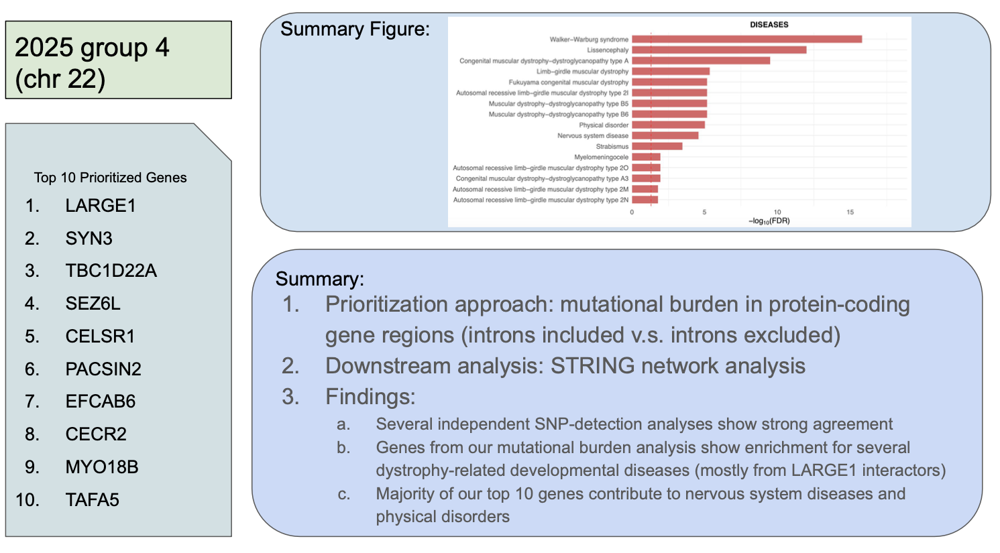 2025 group 4
(chr 22)
Top 10 Prioritized Genes
1. LARGE1
2. SYN3
3. TBC1D22A
4. SEZ6L
5. CELSR1
6. PACSIN2
7. EFCAB6
8. CECR2
9. MYO18B
10. TAFA5
Summary Figure:
DISEASES
Walker–Warburg syndrome
Lissencephaly
Congenital muscular dystrophy–dystroglycanopathy type A
Limb–girdle muscular dystrophy
Fukuyama congenital muscular dystrophy
Autosomal recessive limb–girdle muscular dystrophy type 2I
Muscular dystrophy–dystroglycanopathy type B5
Muscular dystrophy–dystroglycanopathy type B6
Physical disorder
Nervous system disease
Strabismus
Myelomeningocele
Autosomal recessive limb–girdle muscular dystrophy type 2O
Congenital muscular dystrophy–dystroglycanopathy type A3
Autosomal recessive limb–girdle muscular dystrophy type 2M
Autosomal recessive limb–girdle muscular dystrophy type 2N
0 5 10 15
−log₁₀(FDR)
Summary:
1. Prioritization approach: mutational burden in protein-coding
gene regions (introns included v.s. introns excluded)
2. Downstream analysis: STRING network analysis
3. Findings:
a. Several independent SNP-detection analyses show strong agreement
b. Genes from our mutational burden analysis show enrichment for several
dystrophy-related developmental diseases (mostly from LARGE1 interactors)
c. Majority of our top 10 genes contribute to nervous system diseases and
physical disorders